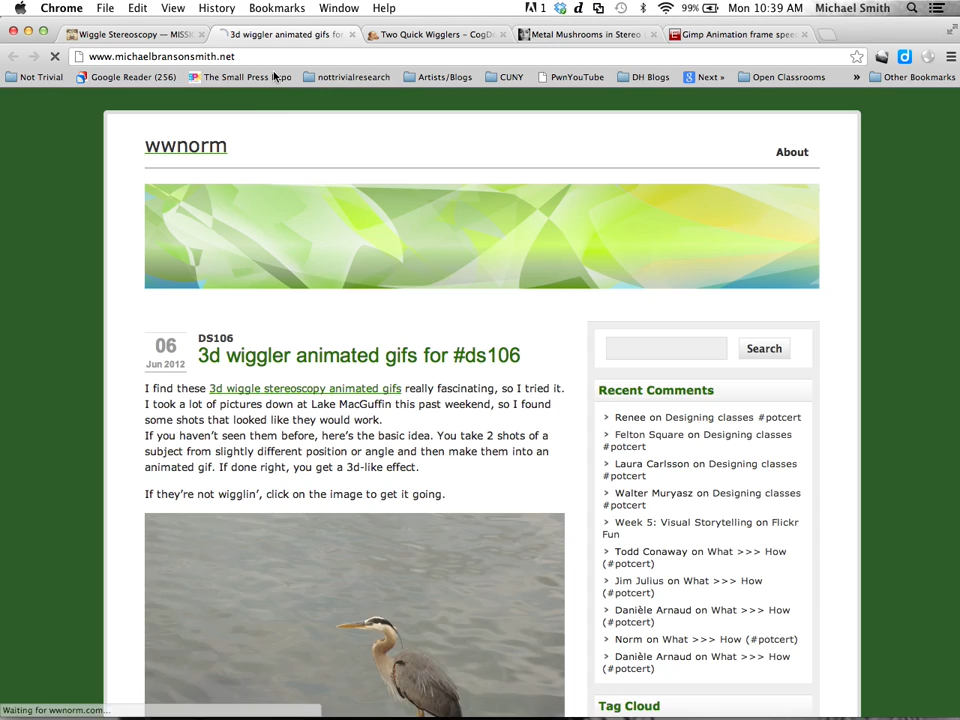 Chrome File Edit View History Bookmarks Window Help 1 99% Mon 10:39 AM Michael Smith
Wiggle Stereoscopy — MISSK 3d wiggler animated gifs for Two Quick Wigglers – CogDo Metal Mushrooms in Stereo Gimp Animation frame spee
www.michaelbransonsmith.net
Not Trivial Google Reader (256) The Small Press Expo nottrivialresearch Artists/Blogs CUNY PwnYouTube DH Blogs Next » Open Classrooms » Other Bookmarks
wwnorm
About
06
Jun 2012
DS106
3d wiggler animated gifs for #ds106
I find these 3d wiggle stereoscopy animated gifs really fascinating, so I tried it.
I took a lot of pictures down at Lake MacGuffin this past weekend, so I found
some shots that looked like they would work.
If you haven't seen them before, here's the basic idea. You take 2 shots of a
subject from slightly different position or angle and then make them into an
animated gif. If done right, you get a 3d-like effect.
If they're not wigglin', click on the image to get it going.
Search
Recent Comments
> Renee on Designing classes #potcert
> Felton Square on Designing classes
#potcert
> Laura Carlsson on Designing classes
#potcert
> Walter Muryasz on Designing classes
#potcert
> Week 5: Visual Storytelling on Flickr
Fun
> Todd Conaway on What >>> How
(#potcert)
> Jim Julius on What >>> How
(#potcert)
> Danièle Arnaud on What >>> How
(#potcert)
> Norm on What >>> How (#potcert)
> Danièle Arnaud on What >>> How
(#potcert)
Tag Cloud
Waiting for wwnorm.com...